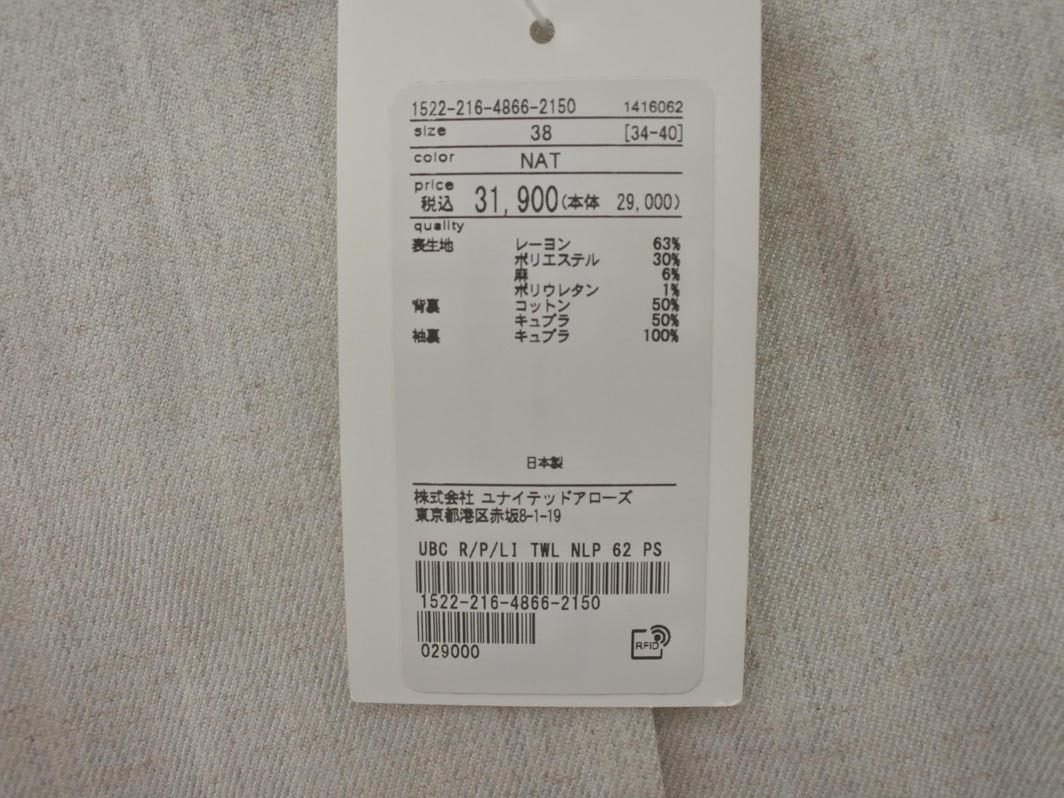 1522-216-4866-2150 1416062
size 38 [34-40]
color NAT
price
税込 31,900(本体 29,000)
quality
表生地 レーヨン 63%
ポリエステル 30%
麻 6%
ポリウレタン 1%
背裏 コットン 50%
キュプラ 50%
袖裏 キュプラ 100%
日本製
株式会社 ユナイテッドアローズ
東京都港区赤坂8-1-19
UBC R/P/LI TWL NLP 62 PS
1522-216-4866-2150
029000
RFID